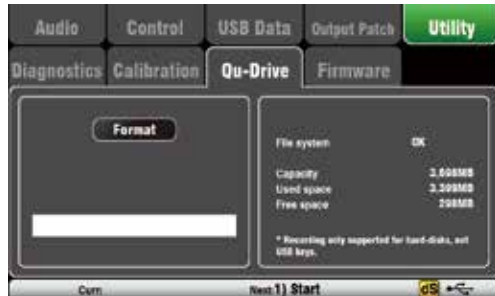 Audio Control USB Data Output Patch Utility
Diagnostics Calibration Qu-Drive Firmware
Format
File system OK
Capacity 3,698MB
Used space 3,399MB
Free space 298MB
* Recording only supported for hard-disks, not
USB keys.
Curr Next 1) Start dS